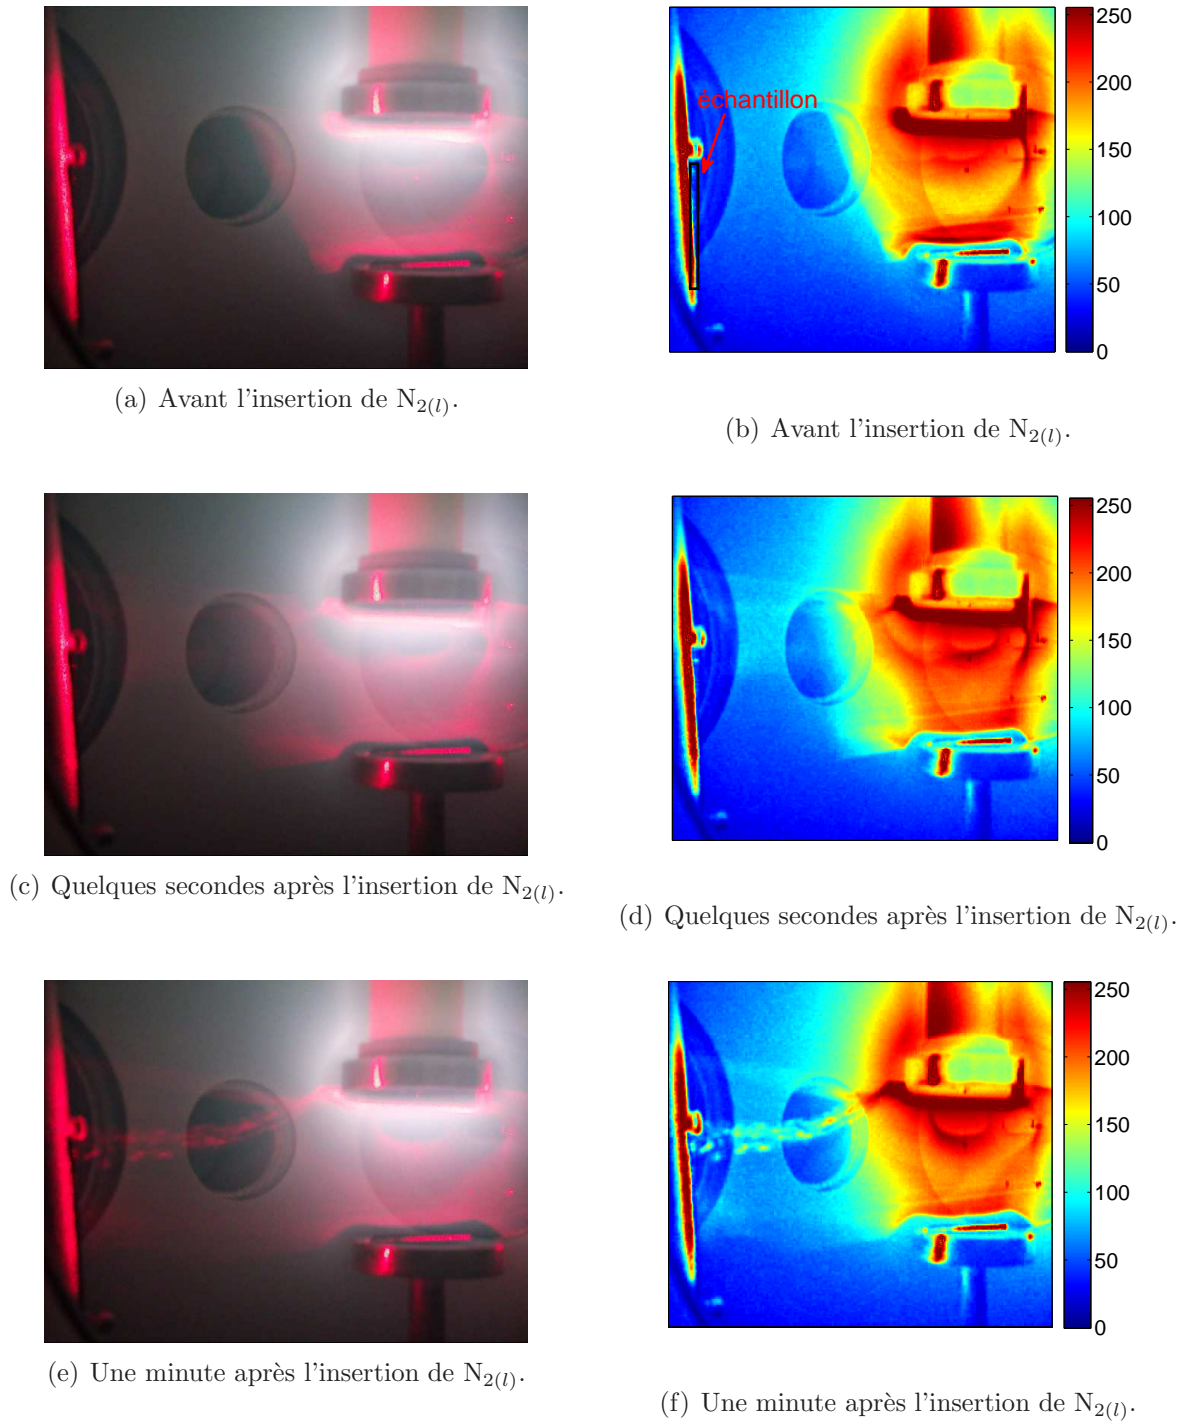 échantillon
250
200
150
100
50
0
(a) Avant l'insertion de N2(l).
(b) Avant l'insertion de N2(l).
250
200
150
100
50
0
(c) Quelques secondes après l'insertion de N2(l).
(d) Quelques secondes après l'insertion de N2(l).
250
200
150
100
50
0
(e) Une minute après l'insertion de N2(l).
(f) Une minute après l'insertion de N2(l).